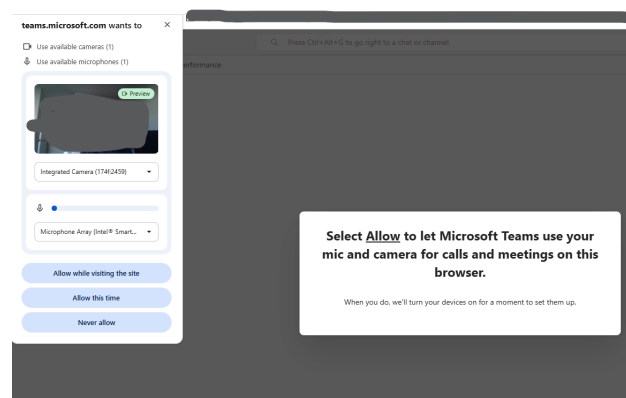 teams.microsoft.com wants to
Use available cameras (1)
Use available microphones (1)
Preview
Integrated Camera (174f:2459)
Microphone Array (Intel® Smart...
Allow while visiting the site
Allow this time
Never allow
Press Ctrl+Alt+G to go right to a chat or channel
erformance
Select Allow to let Microsoft Teams use your
mic and camera for calls and meetings on this
browser.
When you do, we'll turn your devices on for a moment to set them up.